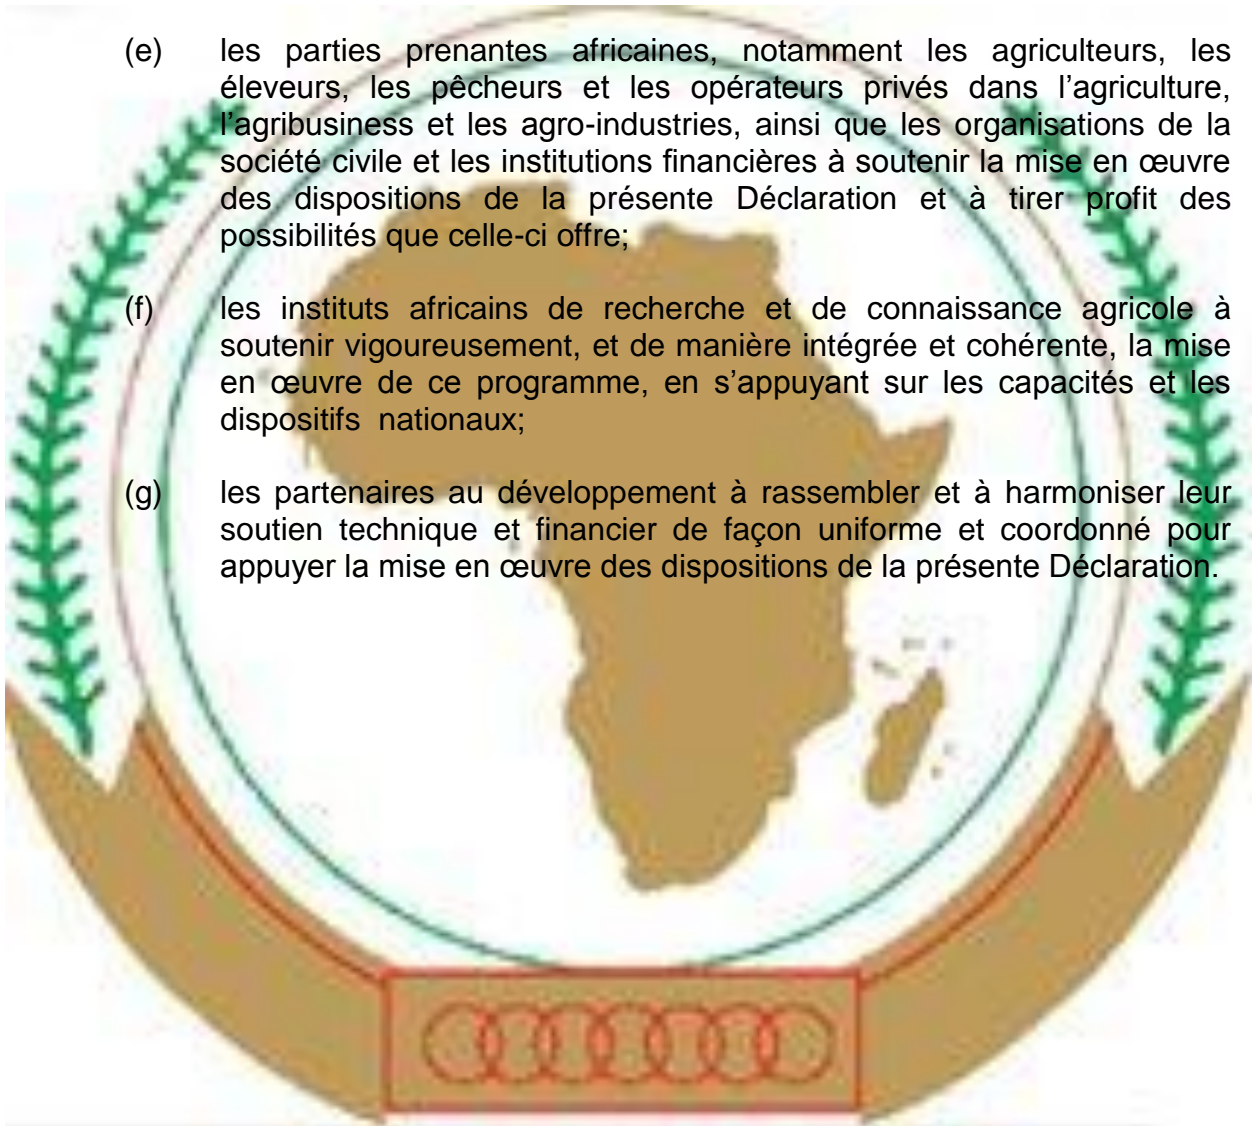 (e) les parties prenantes africaines, notamment les agriculteurs, les
éleveurs, les pêcheurs et les opérateurs privés dans l’agriculture,
l’agribusiness et les agro-industries, ainsi que les organisations de la
société civile et les institutions financières à soutenir la mise en œuvre
des dispositions de la présente Déclaration et à tirer profit des
possibilités que celle-ci offre;
(f) les instituts africains de recherche et de connaissance agricole à
soutenir vigoureusement, et de manière intégrée et cohérente, la mise
en œuvre de ce programme, en s’appuyant sur les capacités et les
dispositifs nationaux;
(g) les partenaires au développement à rassembler et à harmoniser leur
soutien technique et financier de façon uniforme et coordonné pour
appuyer la mise en œuvre des dispositions de la présente Déclaration.